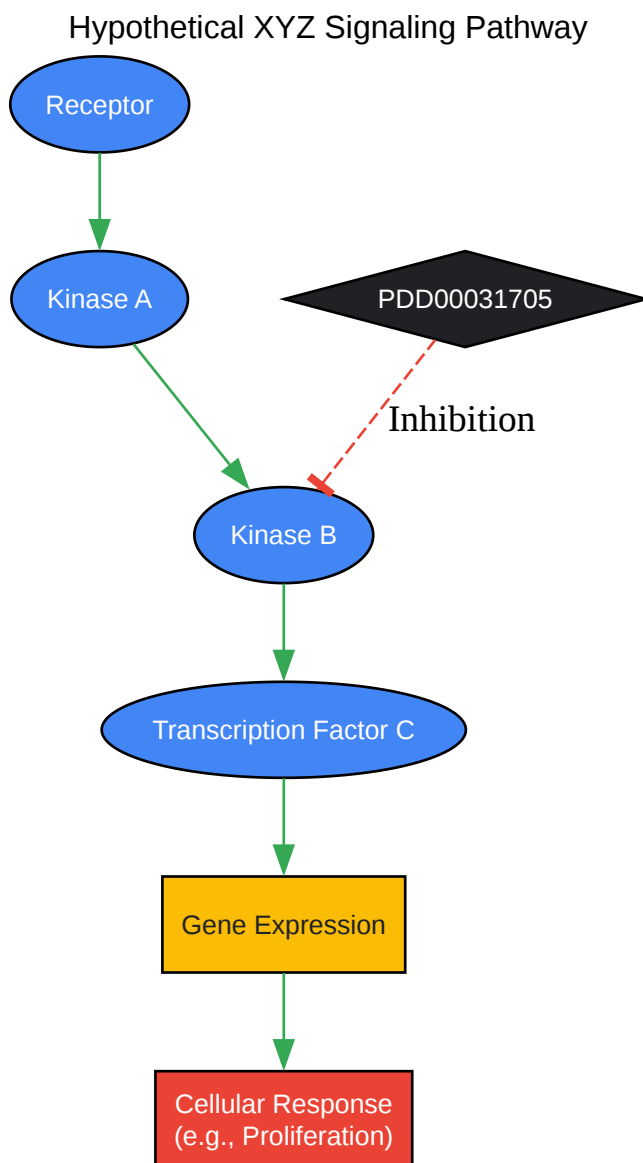 Hypothetical XYZ Signaling Pathway
Receptor
Kinase A
PDD00031705
Inhibition
Kinase B
Transcription Factor C
Gene Expression
Cellular Response
(e.g., Proliferation)